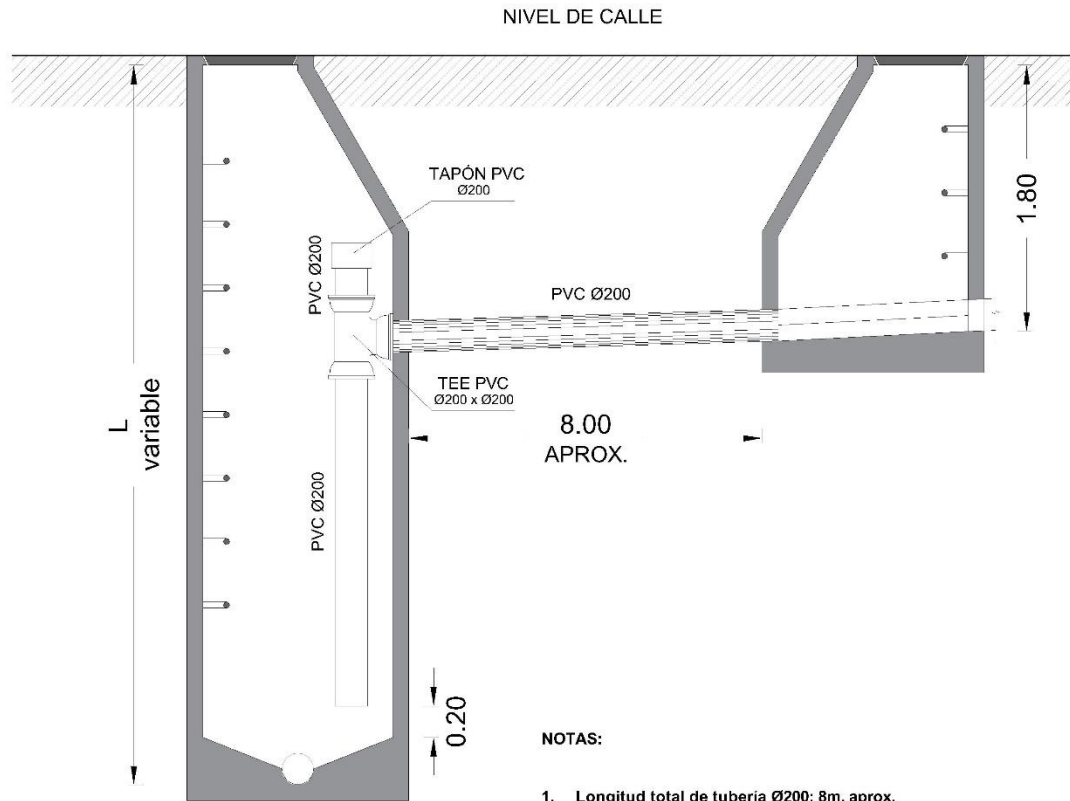 NIVEL DE CALLE
TAPÓN PVC
Ø200
PVC Ø200
PVC Ø200
1.80
TEE PVC
Ø200 x Ø200
L
variable
8.00
APROX.
PVC Ø200
0.20
NOTAS:
1. Longitud total de tubería Ø200: 8m. aprox.